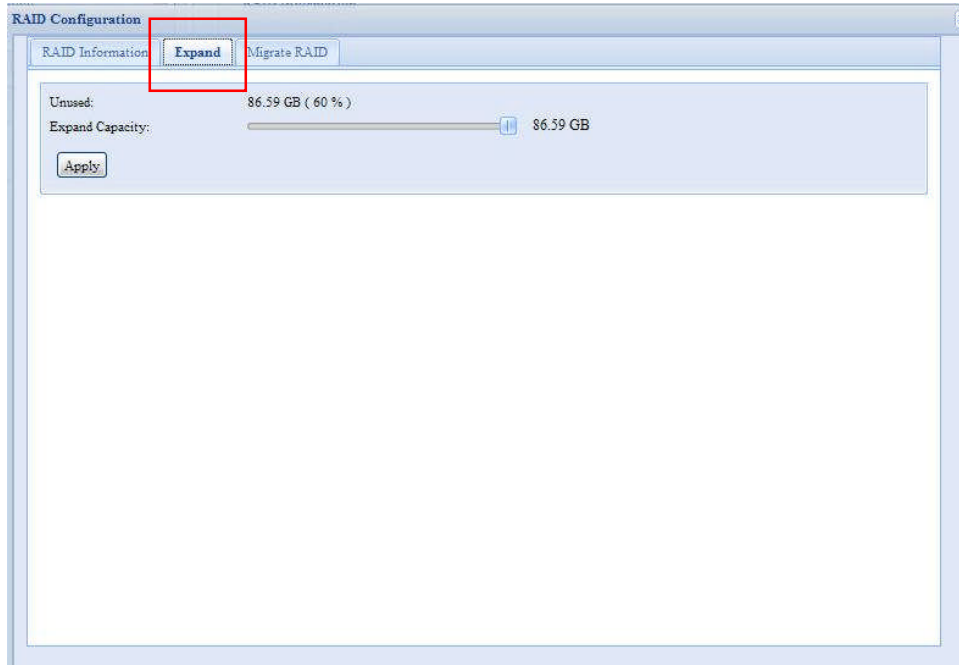 RAID Configuration
RAID Information Expand Migrate RAID
Unused: 86.59 GB ( 60 % )
Expand Capacity: 86.59 GB
Apply